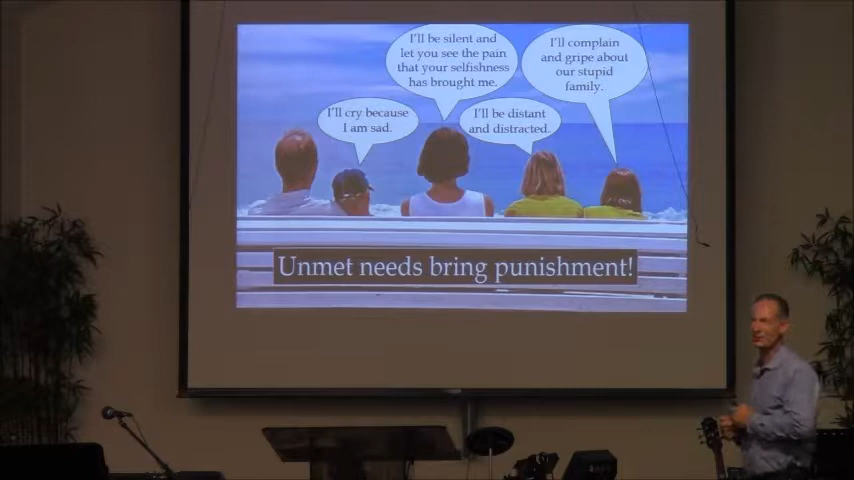 I'll be silent and
let you see the pain
that your selfishness
has brought me.
I'll complain
and gripe about
our stupid
family.
I'll cry because
I am sad.
I'll be distant
and distracted.
Unmet needs bring punishment!